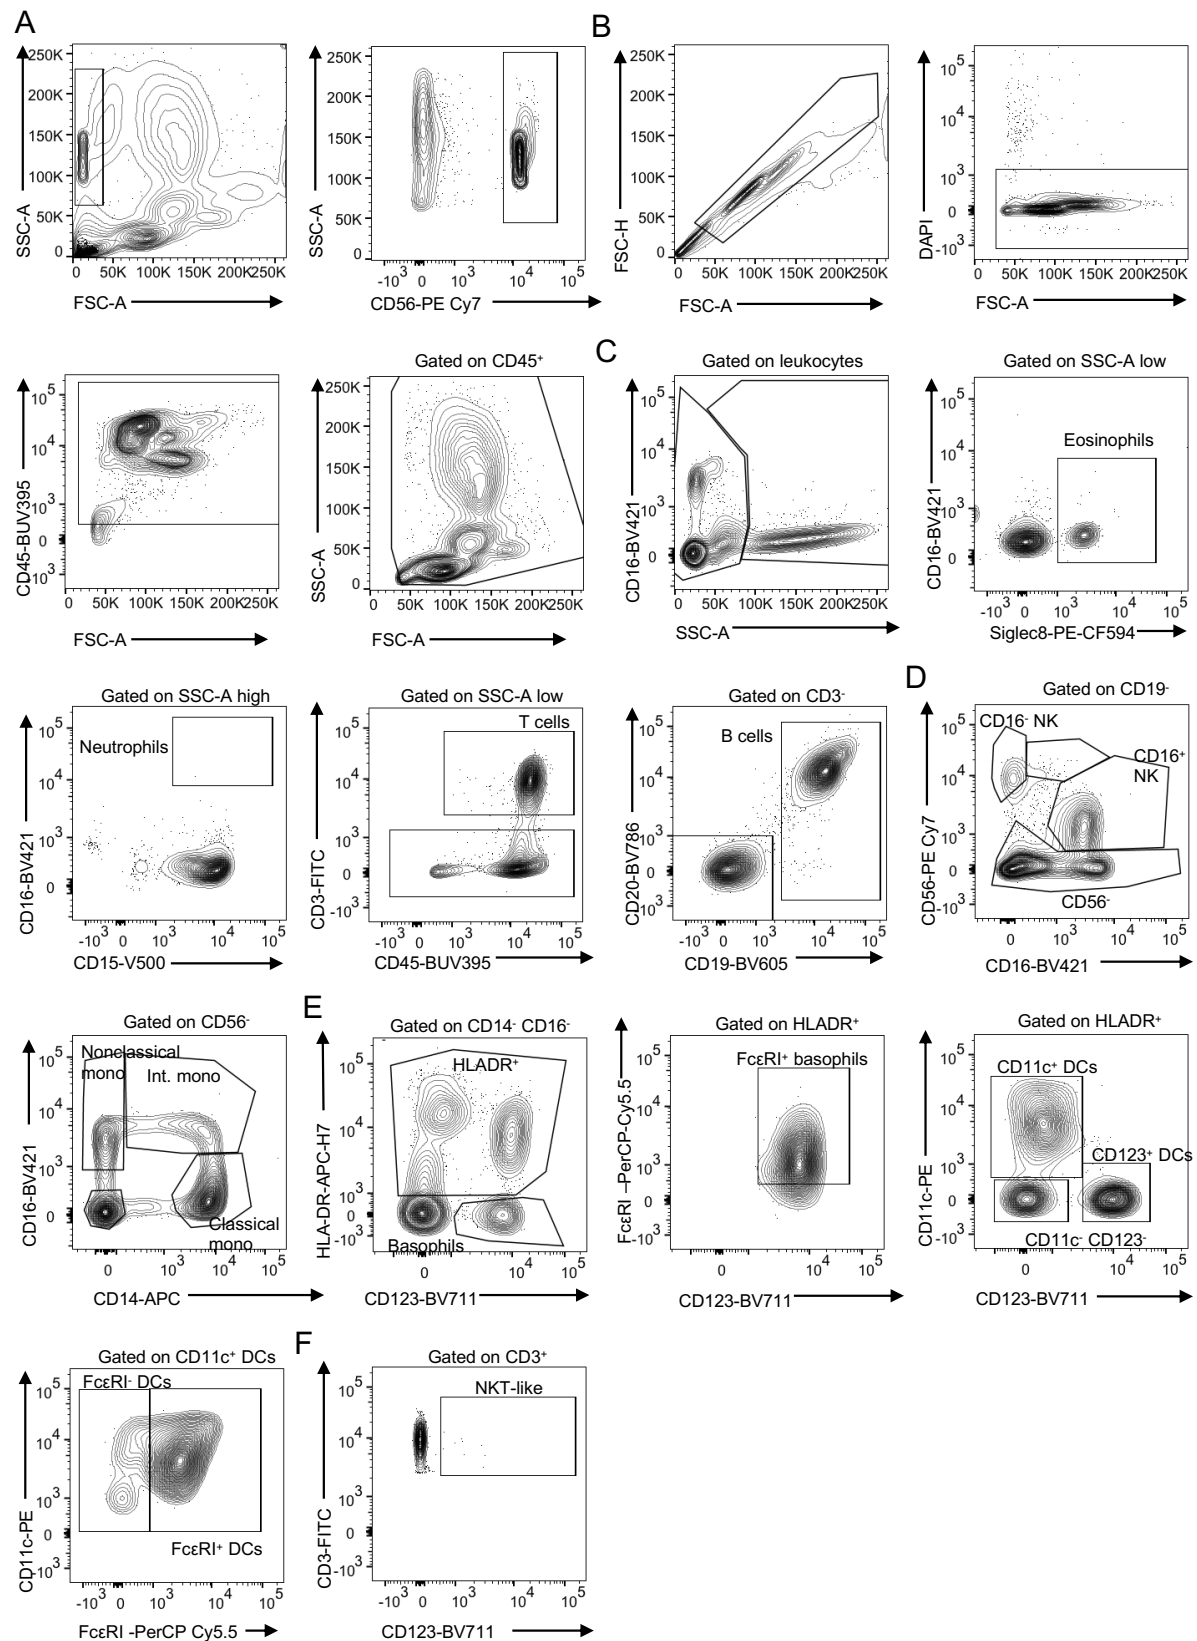 A
250K
200K
150K
100K
50K
0
SSC-A
0 50K 100K 150K 200K 250K
FSC-A
250K
200K
150K
100K
50K
0
SSC-A
-10³ 0 10³ 10⁴ 10⁵
CD56-PE Cy7
B
250K
200K
150K
100K
50K
0
FSC-H
0 50K 100K 150K 200K 250K
FSC-A
10⁵
10⁴
10³
0
-10³
DAPI
50K 100K 150K 200K 250K
FSC-A
10⁵
10⁴
10³
0
10³
CD45-BUV395
0 50K 100K 150K 200K 250K
FSC-A
Gated on CD45⁺
250K
200K
150K
100K
50K
0
SSC-A
0 50K 100K 150K 200K 250K
FSC-A
C
Gated on leukocytes
10⁵
10⁴
10³
0
CD16-BV421
0 50K 100K 150K 200K 250K
SSC-A
Gated on SSC-A low
Eosinophils
10⁵
10⁴
10³
0
CD16-BV421
-10³ 0 10³ 10⁴ 10⁵
Siglec8-PE-CF594
Gated on SSC-A high
Neutrophils
10⁵
10⁴
10³
0
CD16-BV421
-10³ 0 10³ 10⁴ 10⁵
CD15-V500
Gated on SSC-A low
T cells
10⁵
10⁴
10³
0
-10³
CD3-FITC
0 10³ 10⁴ 10⁵
CD45-BUV395
Gated on CD3⁻
B cells
10⁵
10⁴
10³
0
-10³
CD20-BV786
-10³ 0 10³ 10⁴ 10⁵
CD19-BV605
D
Gated on CD19⁻
CD16⁻ NK
CD16⁺
NK
CD56⁻
10⁵
10⁴
10³
0
-10³
CD56-PE Cy7
0 10³ 10⁴ 10⁵
CD16-BV421
Gated on CD56⁻
Nonclassical
mono
Int. mono
Classical
mono
10⁵
10⁴
10³
0
CD16-BV421
0 10³ 10⁴ 10⁵
CD14-APC
E
Gated on CD14⁻ CD16⁻
HLADR⁺
Basophils
10⁵
10⁴
10³
0
-10³
HLA-DR-APC-H7
0 10⁴ 10⁵
CD123-BV711
Gated on HLADR⁺
FcεRI⁺ basophils
10⁵
10⁴
10³
0
-10³
FcεRI –PerCP-Cy5.5
0 10⁴ 10⁵
CD123-BV711
Gated on HLADR⁺
CD11c⁺ DCs
CD123⁺ DCs
CD11c⁻ CD123⁻
10⁵
10⁴
10³
0
-10³
CD11c-PE
0 10⁴ 10⁵
CD123-BV711
Gated on CD11c⁺ DCs
FcεRI⁻ DCs
FcεRI⁺ DCs
10⁵
10⁴
10³
0
-10³
CD11c-PE
-10³ 0 10³ 10⁴ 10⁵
FcεRI -PerCP Cy5.5
F
Gated on CD3⁺
NKT-like
10⁵
10⁴
10³
0
-10³
CD3-FITC
0 10³ 10⁴ 10⁵
CD123-BV711